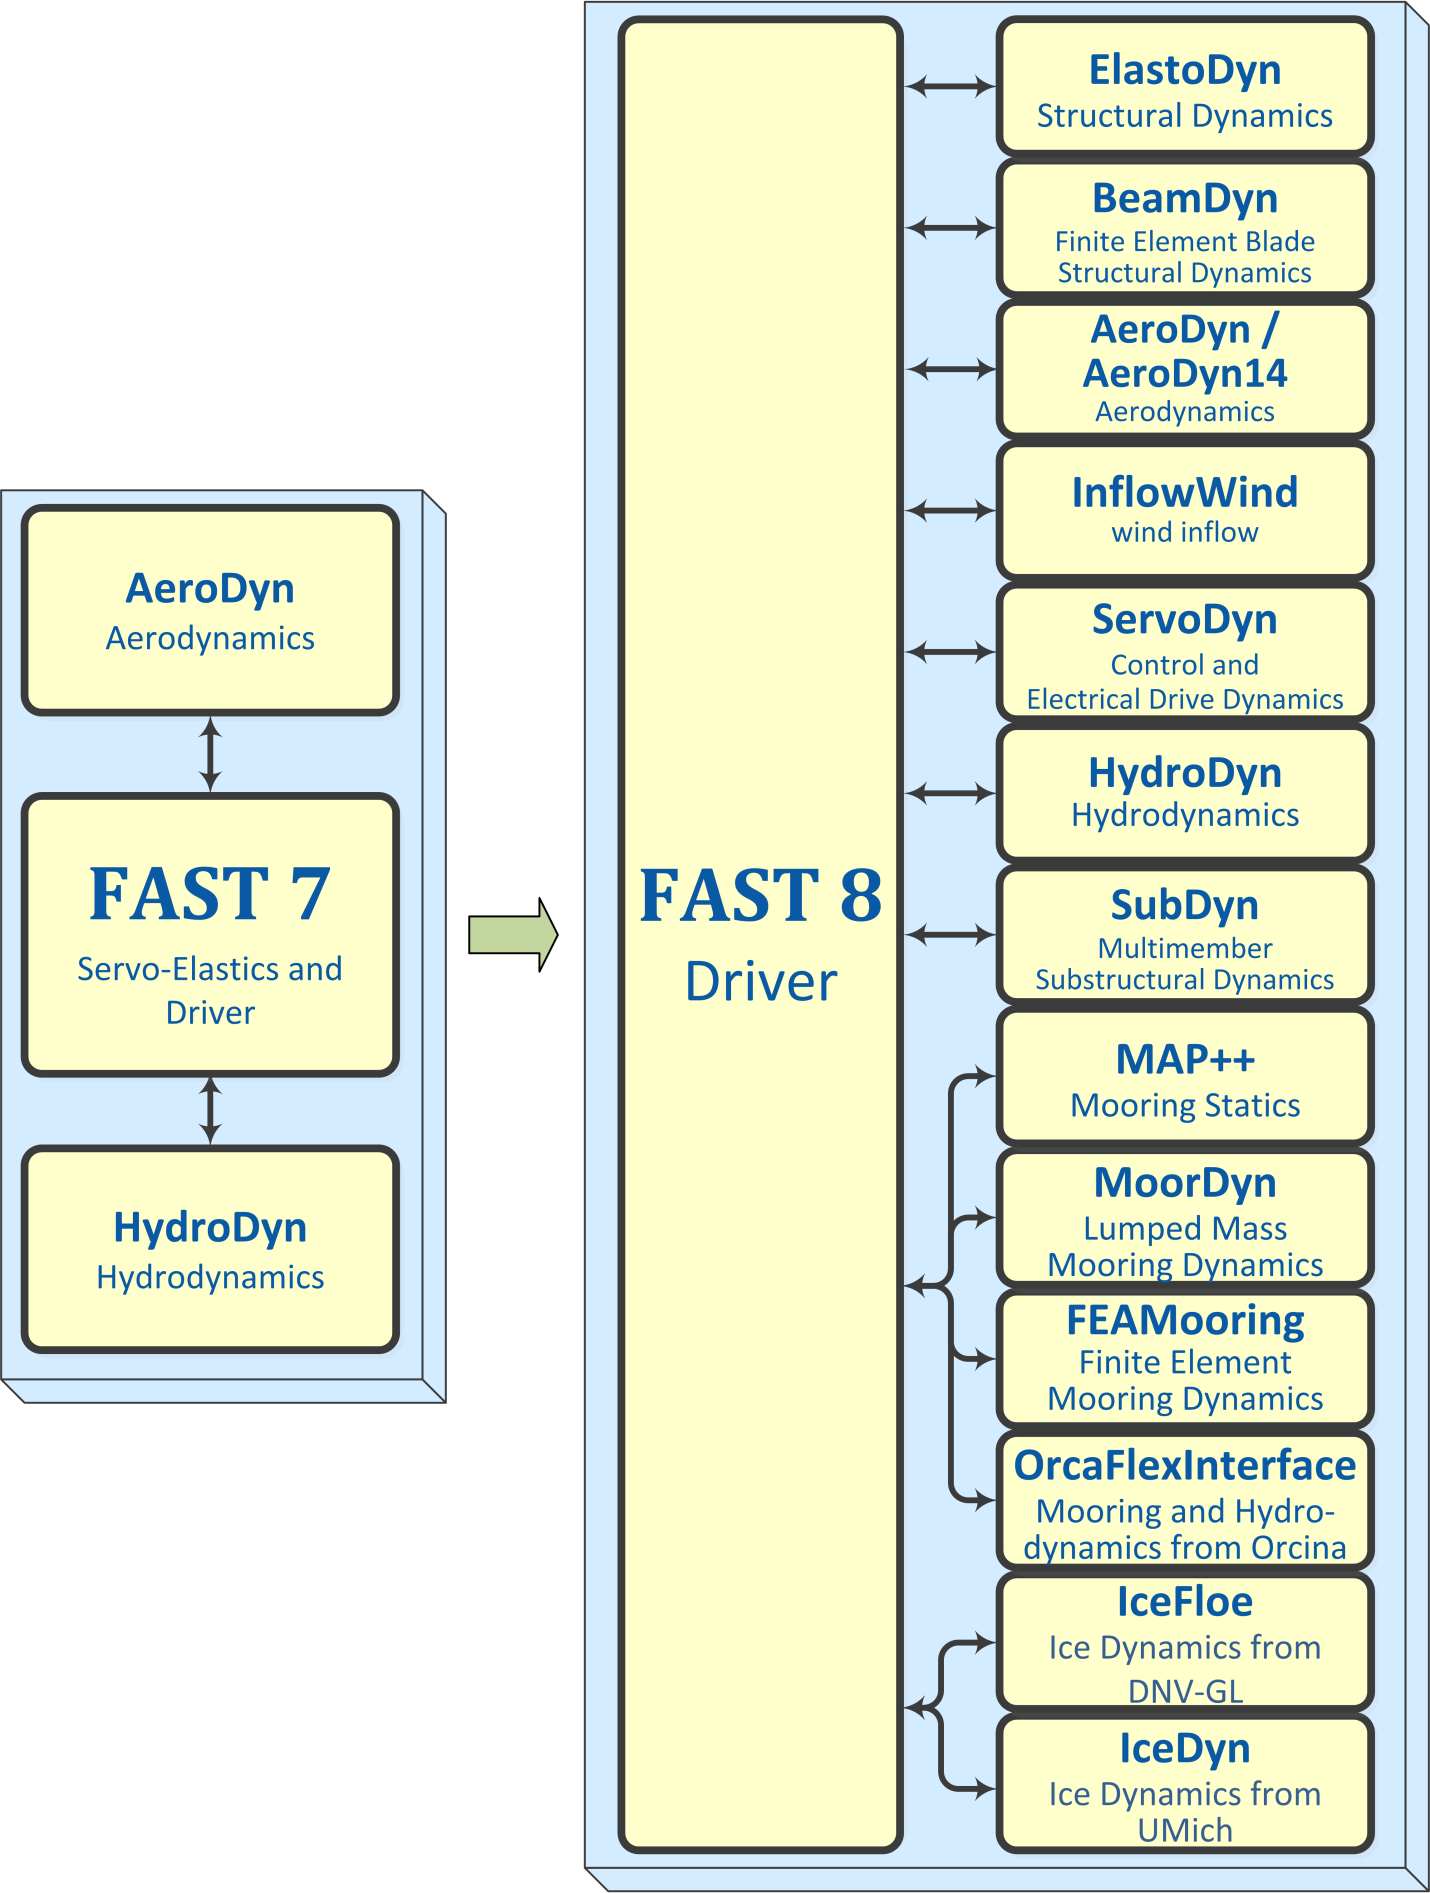 AeroDyn
Aerodynamics
FAST 7
Servo-Elastics and
Driver
HydroDyn
Hydrodynamics
FAST 8
Driver
ElastoDyn
Structural Dynamics
BeamDyn
Finite Element Blade
Structural Dynamics
AeroDyn /
AeroDyn14
Aerodynamics
InflowWind
wind inflow
ServoDyn
Control and
Electrical Drive Dynamics
HydroDyn
Hydrodynamics
SubDyn
Multimember
Substructural Dynamics
MAP++
Mooring Statics
MoorDyn
Lumped Mass
Mooring Dynamics
FEAMooring
Finite Element
Mooring Dynamics
OrcaFlexInterface
Mooring and Hydro-
dynamics from Orcina
IceFloe
Ice Dynamics from
DNV-GL
IceDyn
Ice Dynamics from
UMich